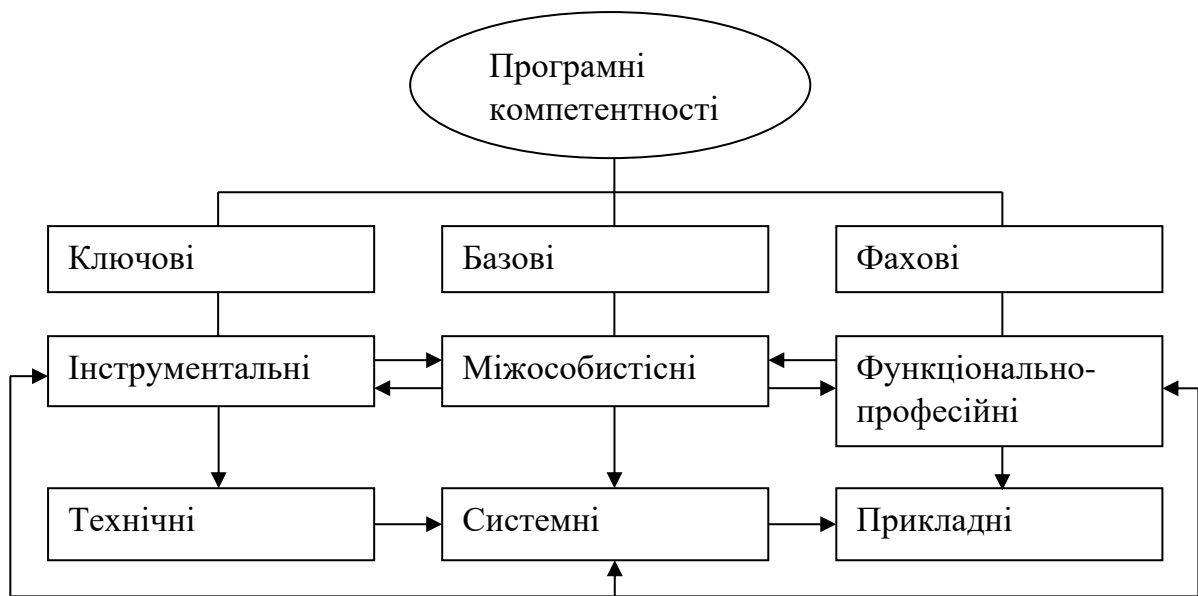 Програмні
компетентності
Ключові
Базові
Фахові
Інструментальні
Міжособистісні
Функціонально-
професійні
Технічні
Системні
Прикладні